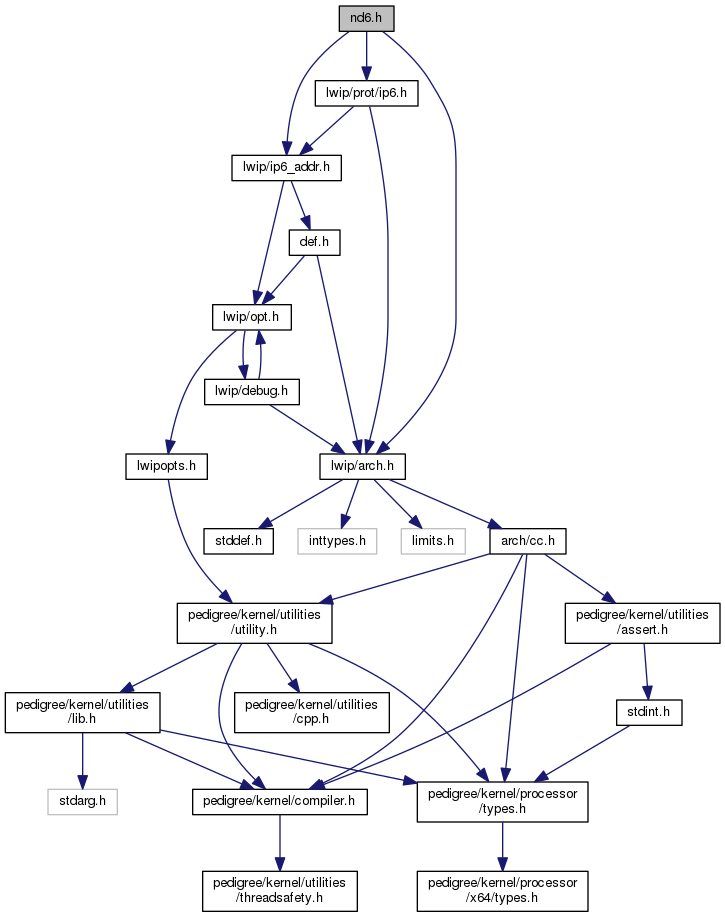 nd6.h
lwip/prot/ip6.h
lwip/ip6_addr.h
def.h
lwip/opt.h
lwip/debug.h
lwipopts.h
lwip/arch.h
stddef.h
inttypes.h
limits.h
arch/cc.h
pedigree/kernel/utilities
/utility.h
pedigree/kernel/utilities
/assert.h
pedigree/kernel/utilities
/lib.h
pedigree/kernel/utilities
/cpp.h
stdint.h
stdarg.h
pedigree/kernel/compiler.h
pedigree/kernel/processor
/types.h
pedigree/kernel/utilities
/threadsafety.h
pedigree/kernel/processor
/x64/types.h